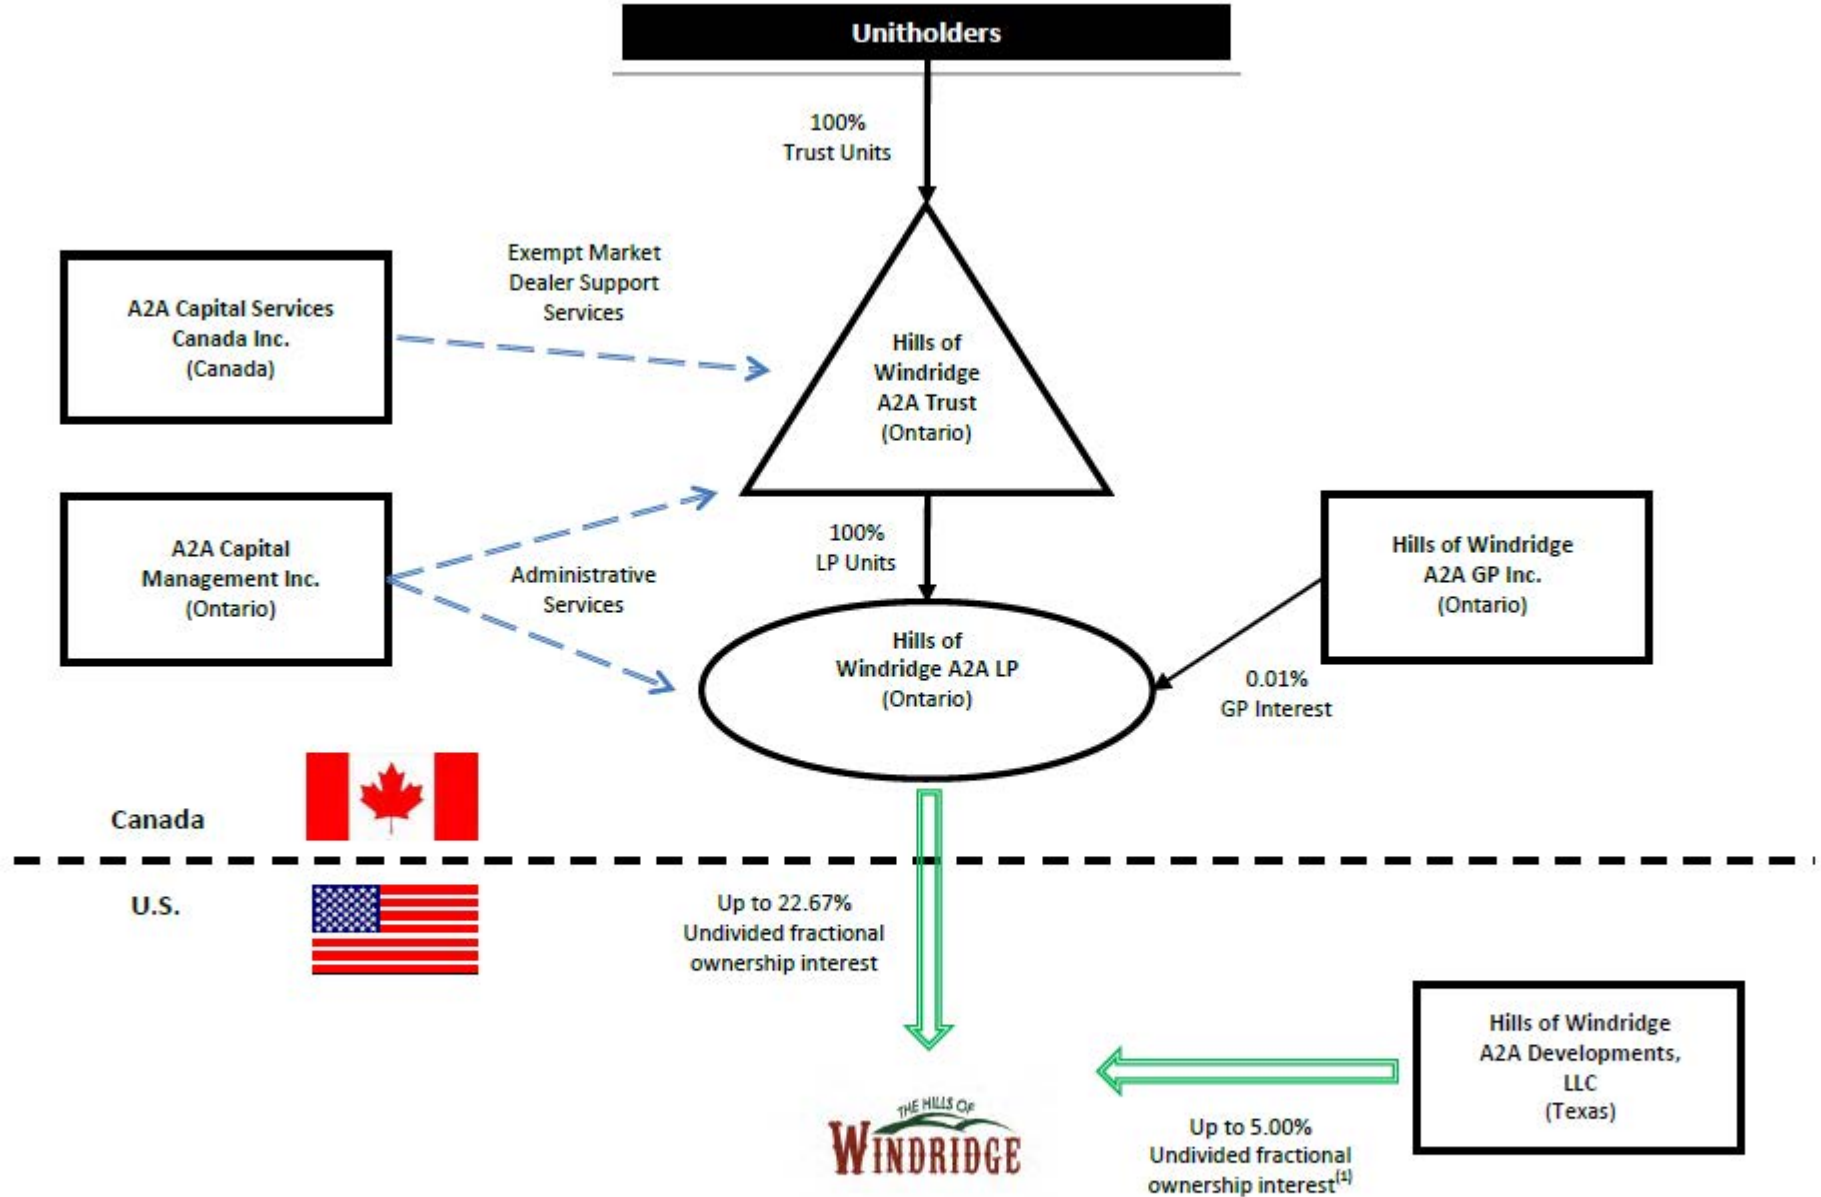 Unitholders
100%
Trust Units
Exempt Market
Dealer Support
Services
A2A Capital Services
Canada Inc.
(Canada)
Hills of
Windridge
A2A Trust
(Ontario)
A2A Capital
Management Inc.
(Ontario)
Administrative
Services
100%
LP Units
Hills of Windridge
A2A GP Inc.
(Ontario)
Hills of
Windridge A2A LP
(Ontario)
0.01%
GP Interest
Canada
U.S.
Up to 22.67%
Undivided fractional
ownership interest
Hills of Windridge
A2A Developments,
LLC
(Texas)
THE HILLS OF
WINDRIDGE
Up to 5.00%
Undivided fractional
ownership interest(1)